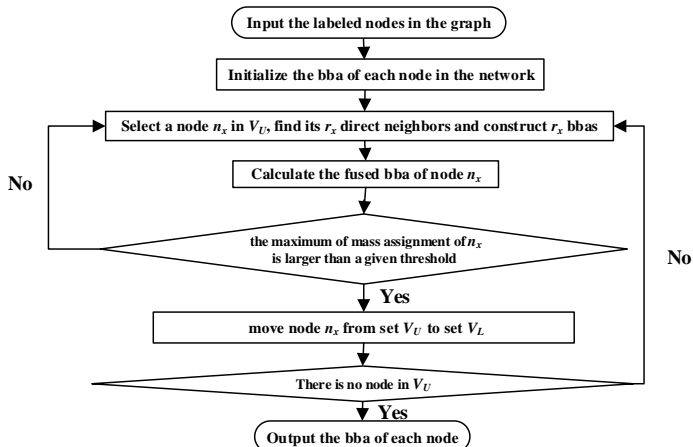 Input the labeled nodes in the graph
Initialize the bba of each node in the network
Select a node nx in VU, find its rx direct neighbors and construct rx bbas
No
Calculate the fused bba of node nx
the maximum of mass assignment of nx
is larger than a given threshold
No
Yes
move node nx from set VU to set VL
There is no node in VU
Yes
Output the bba of each node